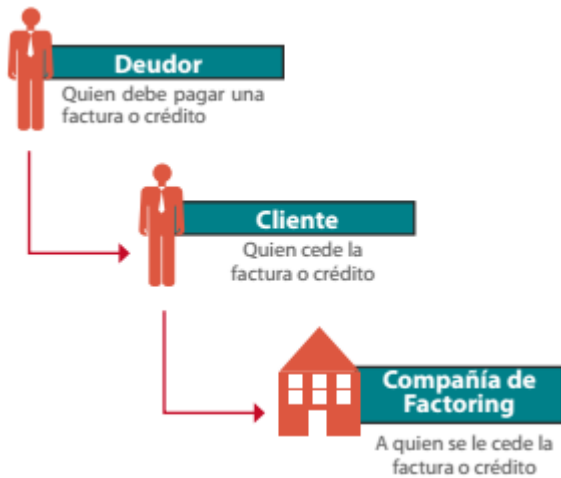 Deudor
Quien debe pagar una
factura o crédito
Cliente
Quien cede la
factura o crédito
Compañía de
Factoring
A quien se le cede la
factura o crédito